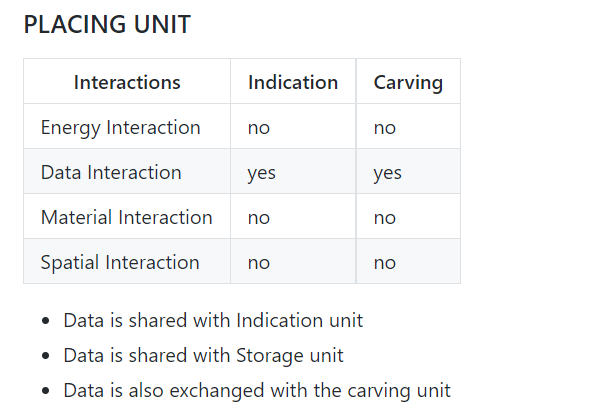 PLACING UNIT
Interactions Indication Carving
Energy Interaction no no
Data Interaction yes yes
Material Interaction no no
Spatial Interaction no no
• Data is shared with Indication unit
• Data is shared with Storage unit
• Data is also exchanged with the carving unit